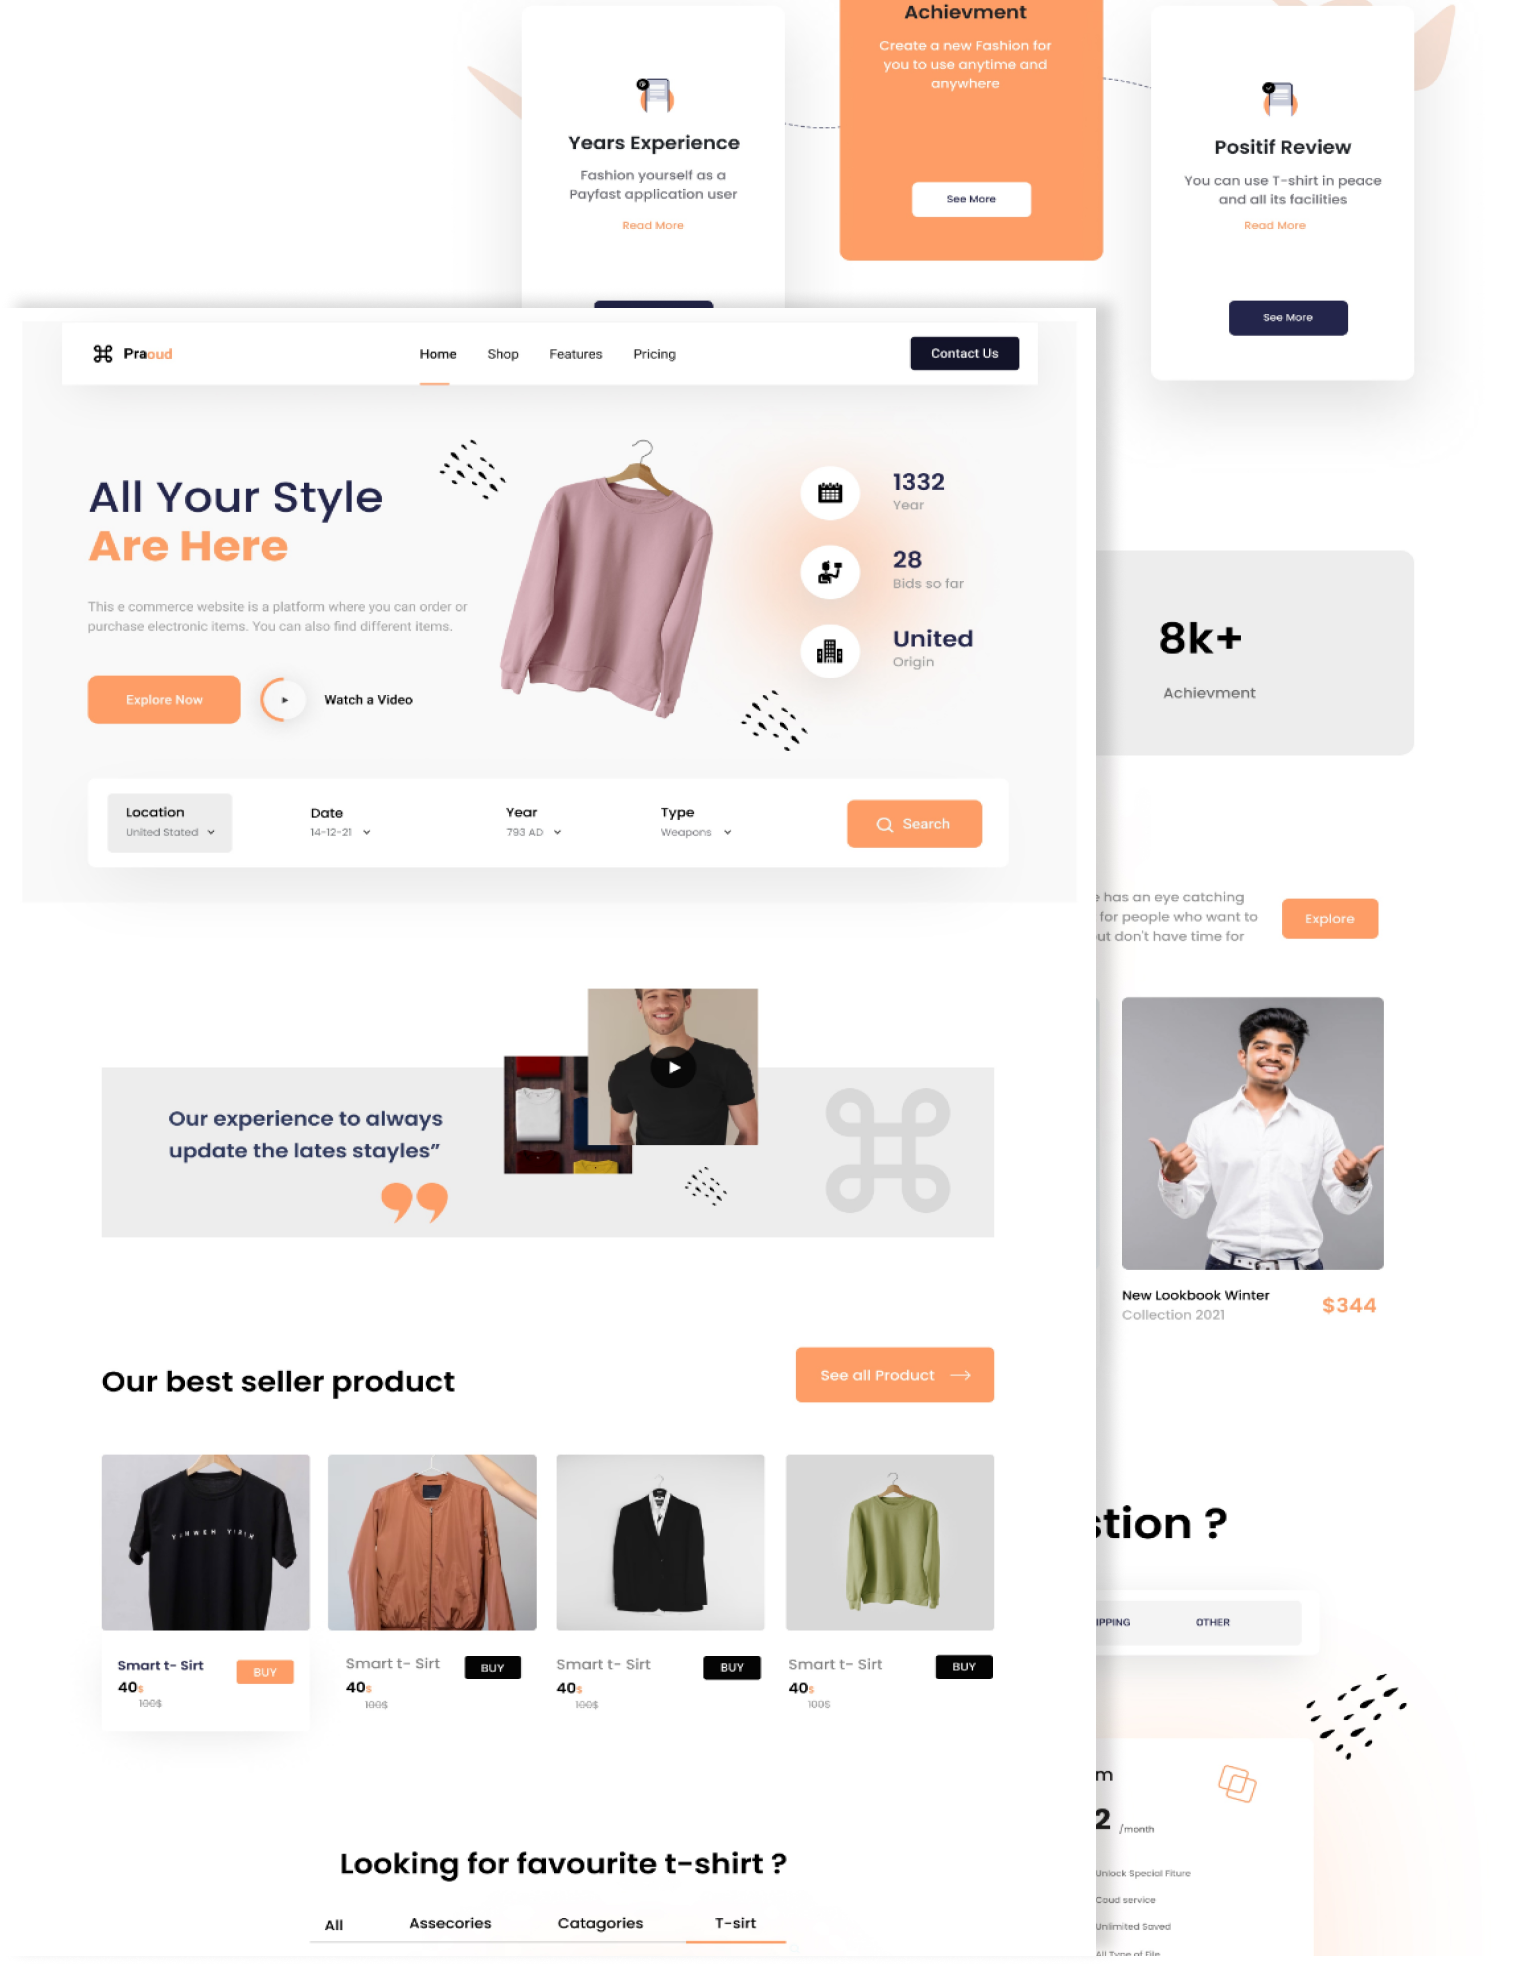 Achievment
Create a new Fashion for
you to use anytime and
anywhere
See More
Years Experience
Fashion yourself as a
Payfast application user
Read More
Positif Review
You can use T-shirt in peace
and all its facilities
Read More
See More
Praoud
Home
Shop
Features
Pricing
Contact Us
All Your Style
Are Here
This e commerce website is a platform where you can order or
purchase electronic items. You can also find different items.
Explore Now
Watch a Video
1332
Year
28
Bids so far
United
Origin
Location
United Stated
Date
14-12-21
Year
793 AD
Type
Weapons
Search
8k+
Achievment
has an eye catching
for people who want to
ut don't have time for
Explore
Our experience to always
update the lates stayles”
New Lookbook Winter
Collection 2021
$344
Our best seller product
See all Product
Smart t- Sirt
BUY
40$
100$
Smart t- Sirt
BUY
40$
100$
Smart t- Sirt
BUY
40$
100$
Smart t- Sirt
BUY
40$
100$
stion ?
IPPING
OTHER
m
2 /month
Unlock Special Fiture
Coud service
Unlimited Saved
All Type of File
Looking for favourite t-shirt ?
All
Assecories
Catagories
T-sirt